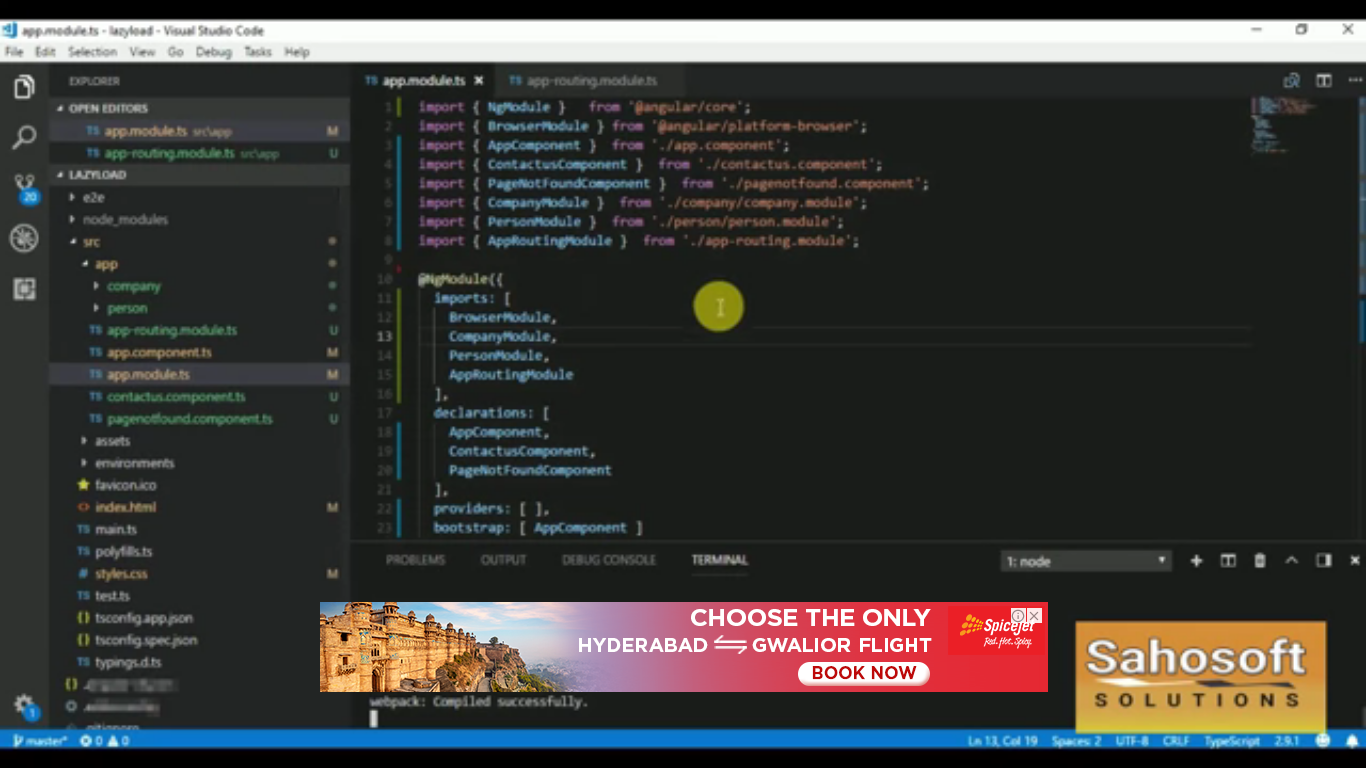 app.module.ts - lazyload - Visual Studio Code
File Edit Selection View Go Debug Tasks Help
EXPLORER
OPEN EDITORS
TS app.module.ts src\app M
TS app-routing.module.ts src\app U
LAZYLOAD
e2e
node_modules
src
app
company
person
TS app-routing.module.ts U
TS app.component.ts M
TS app.module.ts M
TS contactus.component.ts U
TS pagenotfound.component.ts U
assets
environments
favicon.ico
<> index.html M
TS main.ts
TS polyfills.ts
# styles.css M
TS test.ts
{} tsconfig.app.json
{} tsconfig.spec.json
TS typings.d.ts
{}
.gitignore
20
1
TS app.module.ts × TS app-routing.module.ts
1 import { NgModule } from '@angular/core';
2 import { BrowserModule } from '@angular/platform-browser';
3 import { AppComponent } from './app.component';
4 import { ContactusComponent } from './contactus.component';
5 import { PageNotFoundComponent } from './pagenotfound.component';
6 import { CompanyModule } from './company/company.module';
7 import { PersonModule } from './person/person.module';
8 import { AppRoutingModule } from './app-routing.module';
9
10 @NgModule({
11 imports: [
12 BrowserModule,
13 CompanyModule,
14 PersonModule,
15 AppRoutingModule
16 ],
17 declarations: [
18 AppComponent,
19 ContactusComponent,
20 PageNotFoundComponent
21 ],
22 providers: [ ],
23 bootstrap: [ AppComponent ]
PROBLEMS OUTPUT DEBUG CONSOLE TERMINAL 1: node
CHOOSE THE ONLY
HYDERABAD GWALIOR FLIGHT
BOOK NOW
SpiceJet
Red. Hot. Spicy.
webpack: Compiled successfully.
Sahosoft
SOLUTIONS
master* 0 0 Ln 13, Col 19 Spaces: 2 UTF-8 CRLF TypeScript 2.9.1